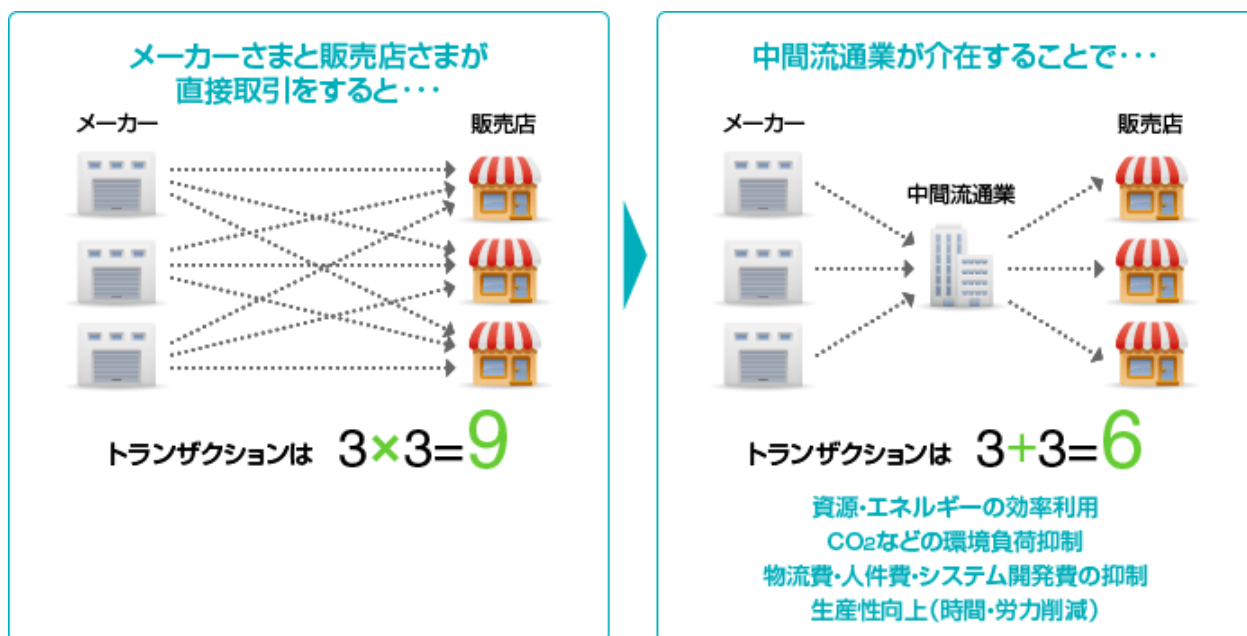 メーカーさまと販売店さまが
直接取引をすると・・・
メーカー
販売店
トランザクションは 3×3=9
中間流通業が介在することで・・・
メーカー
販売店
中間流通業
トランザクションは 3+3=6
資源・エネルギーの効率利用
CO₂などの環境負荷抑制
物流費・人件費・システム開発費の抑制
生産性向上(時間・労力削減)